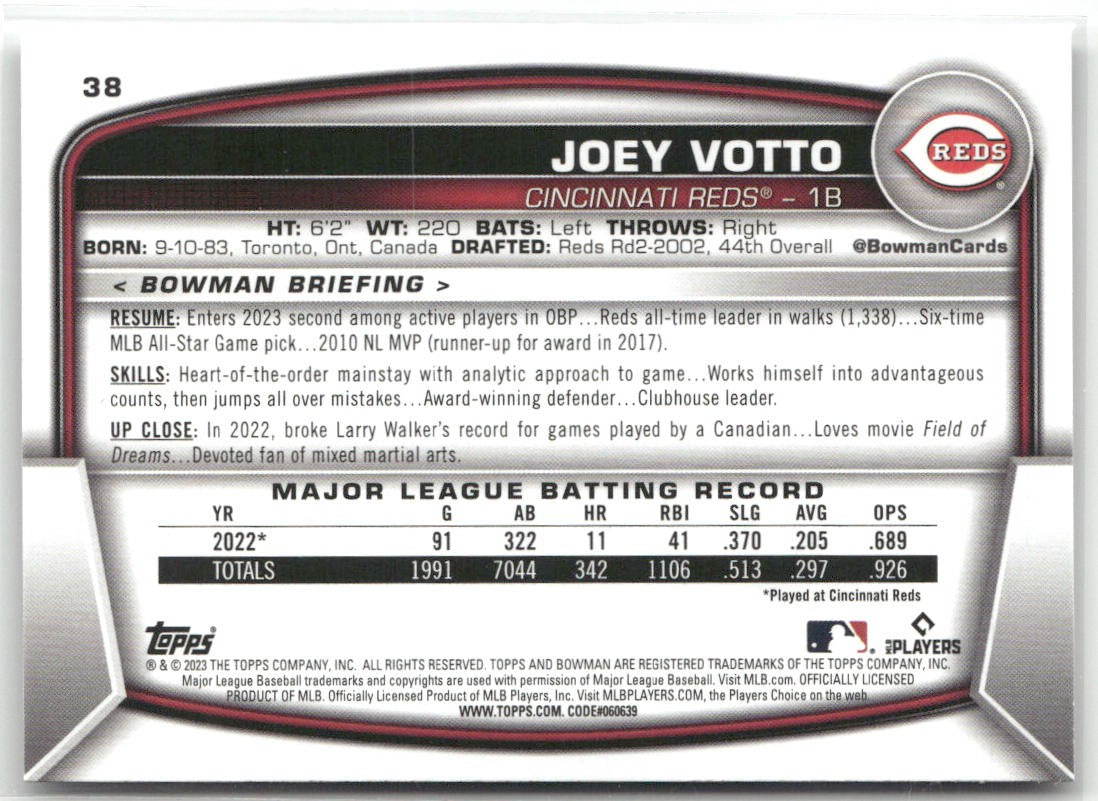 38
JOEY VOTTO
REDS
CINCINNATI REDS® – 1B
HT: 6'2" WT: 220 BATS: Left THROWS: Right
BORN: 9-10-83, Toronto, Ont, Canada DRAFTED: Reds Rd2-2002, 44th Overall @BowmanCards
< BOWMAN BRIEFING >
RESUME: Enters 2023 second among active players in OBP...Reds all-time leader in walks (1,338)...Six-time
MLB All-Star Game pick...2010 NL MVP (runner-up for award in 2017).
SKILLS: Heart-of-the-order mainstay with analytic approach to game...Works himself into advantageous
counts, then jumps all over mistakes...Award-winning defender...Clubhouse leader.
UP CLOSE: In 2022, broke Larry Walker's record for games played by a Canadian...Loves movie Field of
Dreams...Devoted fan of mixed martial arts.
MAJOR LEAGUE BATTING RECORD
YR G AB HR RBI SLG AVG OPS
2022* 91 322 11 41 .370 .205 .689
TOTALS 1991 7044 342 1106 .513 .297 .926
*Played at Cincinnati Reds
Topps® MLB PLAYERS
® & © 2023 THE TOPPS COMPANY, INC. ALL RIGHTS RESERVED. TOPPS AND BOWMAN ARE REGISTERED TRADEMARKS OF THE TOPPS COMPANY, INC.
Major League Baseball trademarks and copyrights are used with permission of Major League Baseball. Visit MLB.com. OFFICIALLY LICENSED
PRODUCT OF MLB. Officially Licensed Product of MLB Players, Inc. Visit MLBPLAYERS.COM, the Players Choice on the web.
WWW.TOPPS.COM. CODE#060639